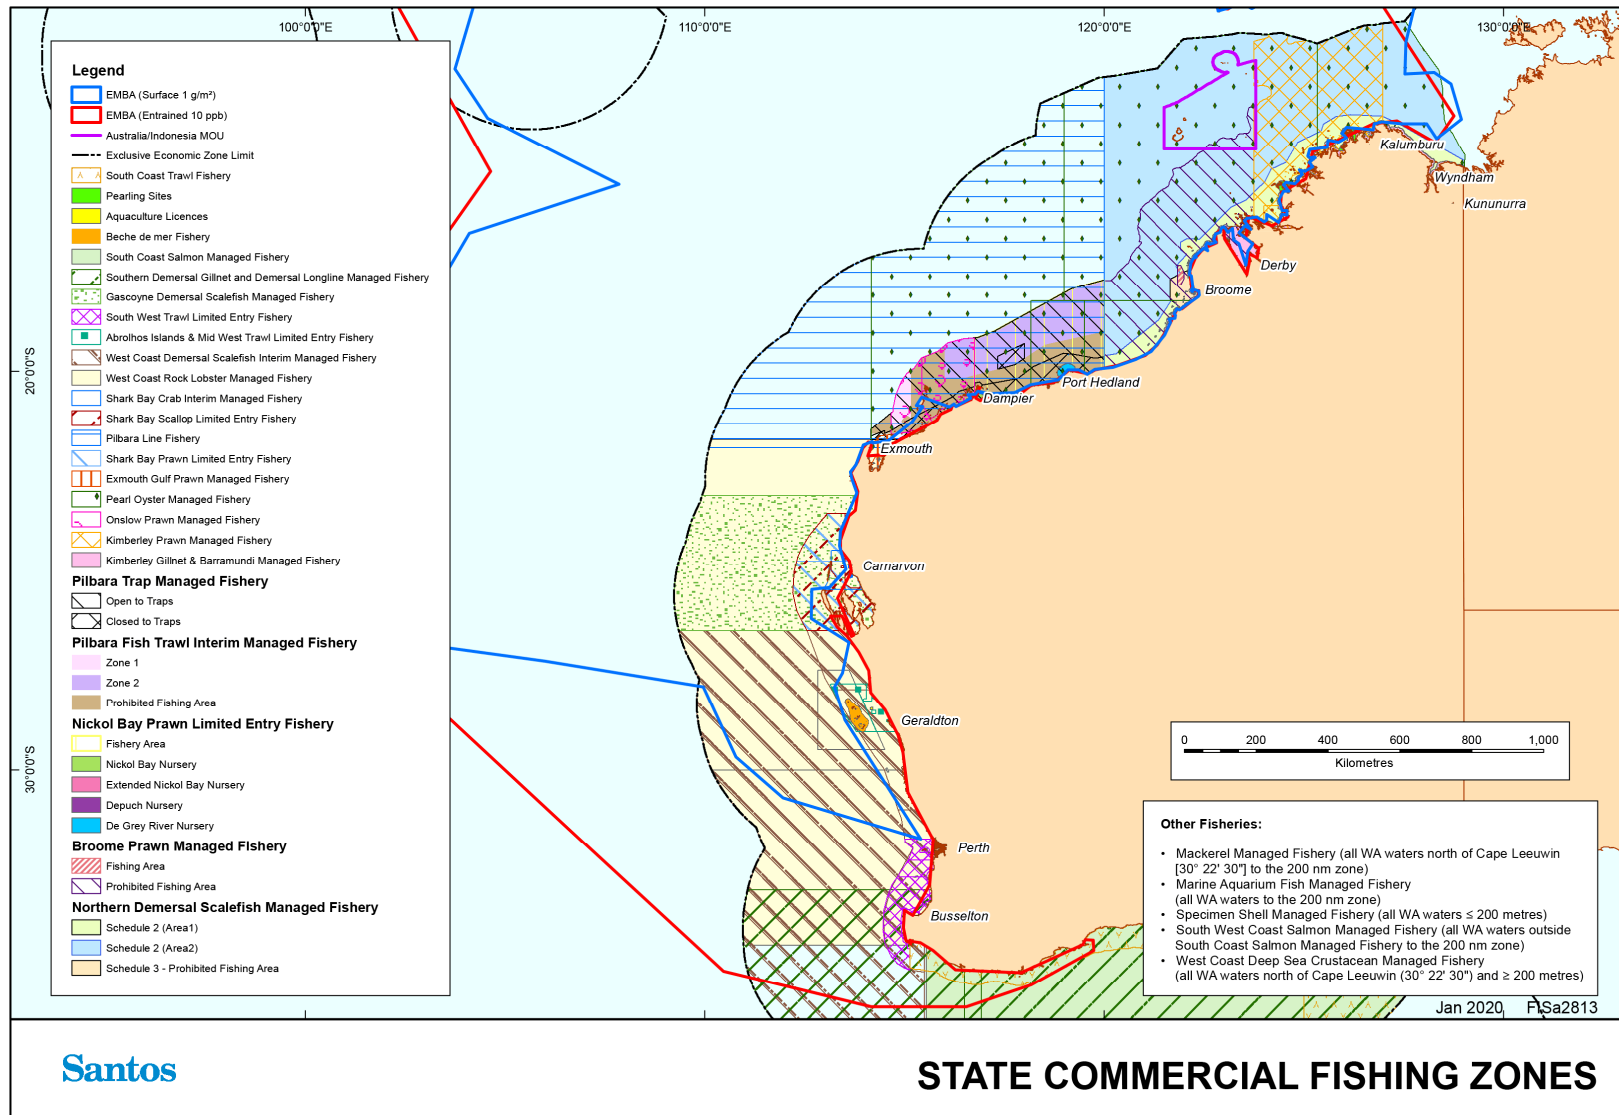 100°0'0"E
110°0'0"E
120°0'0"E
130°0'0"E
20°0'0"S
30°0'0"S
Legend
EMBA (Surface 1 g/m²)
EMBA (Entrained 10 ppb)
Australia/Indonesia MOU
Exclusive Economic Zone Limit
South Coast Trawl Fishery
Pearling Sites
Aquaculture Licences
Beche de mer Fishery
South Coast Salmon Managed Fishery
Southern Demersal Gillnet and Demersal Longline Managed Fishery
Gascoyne Demersal Scalefish Managed Fishery
South West Trawl Limited Entry Fishery
Abrolhos Islands & Mid West Trawl Limited Entry Fishery
West Coast Demersal Scalefish Interim Managed Fishery
West Coast Rock Lobster Managed Fishery
Shark Bay Crab Interim Managed Fishery
Shark Bay Scallop Limited Entry Fishery
Pilbara Line Fishery
Shark Bay Prawn Limited Entry Fishery
Exmouth Gulf Prawn Managed Fishery
Pearl Oyster Managed Fishery
Onslow Prawn Managed Fishery
Kimberley Prawn Managed Fishery
Kimberley Gillnet & Barramundi Managed Fishery
Pilbara Trap Managed Fishery
Open to Traps
Closed to Traps
Pilbara Fish Trawl Interim Managed Fishery
Zone 1
Zone 2
Prohibited Fishing Area
Nickol Bay Prawn Limited Entry Fishery
Fishery Area
Nickol Bay Nursery
Extended Nickol Bay Nursery
Depuch Nursery
De Grey River Nursery
Broome Prawn Managed Fishery
Fishing Area
Prohibited Fishing Area
Northern Demersal Scalefish Managed Fishery
Schedule 2 (Area1)
Schedule 2 (Area2)
Schedule 3 - Prohibited Fishing Area
Kalumburu
Wyndham
Kununurra
Derby
Broome
Port Hedland
Dampier
Exmouth
Carnarvon
Geraldton
Perth
Busselton
0 200 400 600 800 1,000
Kilometres
Other Fisheries:
• Mackerel Managed Fishery (all WA waters north of Cape Leeuwin
[30° 22' 30"] to the 200 nm zone)
• Marine Aquarium Fish Managed Fishery
(all WA waters to the 200 nm zone)
• Specimen Shell Managed Fishery (all WA waters ≤ 200 metres)
• South West Coast Salmon Managed Fishery (all WA waters outside
South Coast Salmon Managed Fishery to the 200 nm zone)
• West Coast Deep Sea Crustacean Managed Fishery
(all WA waters north of Cape Leeuwin (30° 22' 30") and ≥ 200 metres)
Jan 2020 FISa2813
Santos
STATE COMMERCIAL FISHING ZONES